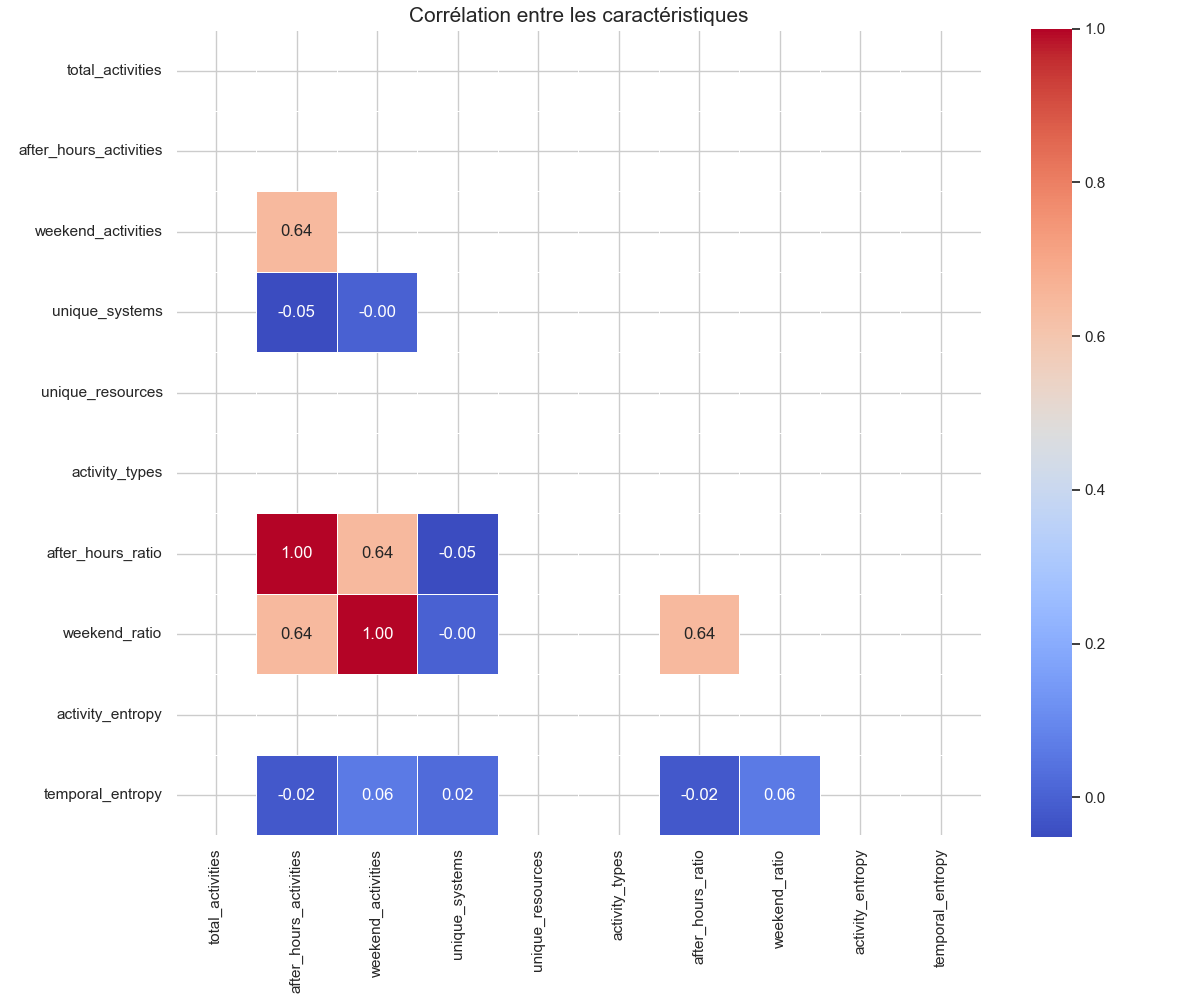 Corrélation entre les caractéristiques
total_activities
after_hours_activities
weekend_activities
0.64
unique_systems
-0.05 -0.00
unique_resources
activity_types
after_hours_ratio
1.00 0.64 -0.05
weekend_ratio
0.64 1.00 -0.00 0.64
activity_entropy
temporal_entropy
-0.02 0.06 0.02 -0.02 0.06
total_activities
after_hours_activities
weekend_activities
unique_systems
unique_resources
activity_types
after_hours_ratio
weekend_ratio
activity_entropy
temporal_entropy
1.0
0.8
0.6
0.4
0.2
0.0